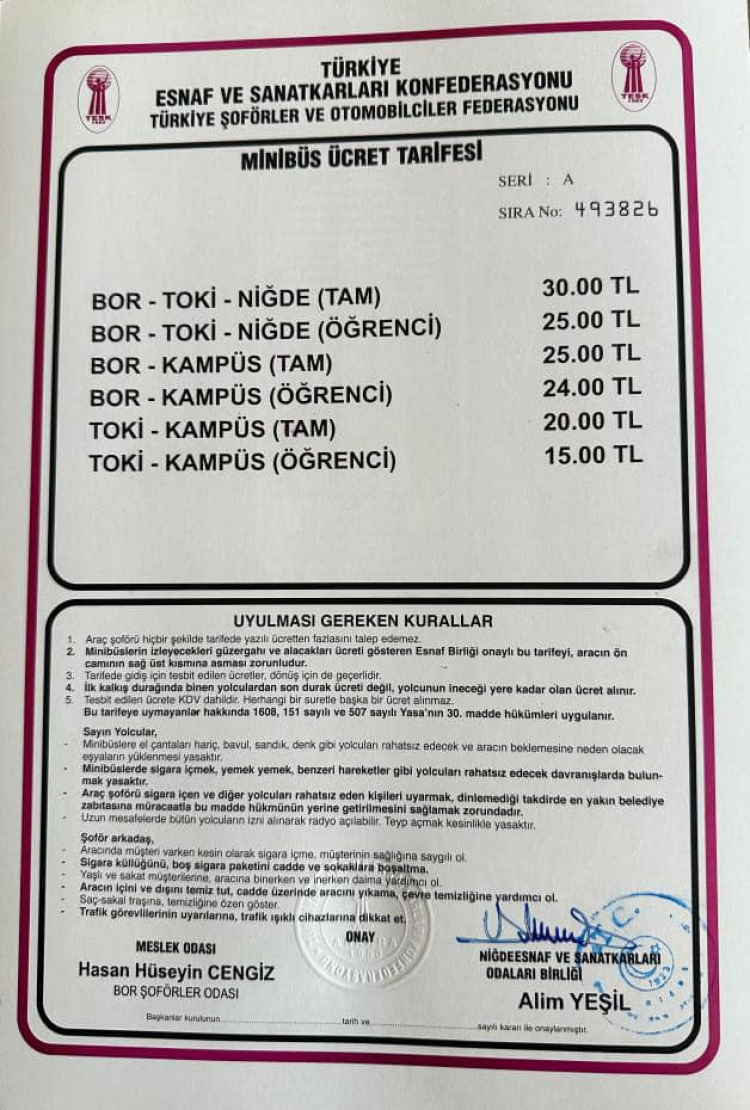 TÜRKİYE
ESNAF VE SANATKARLARI KONFEDERASYONU
TÜRKİYE ŞOFÖRLER VE OTOMOBİLCİLER FEDERASYONU
TESK
TESK
MİNİBÜS ÜCRET TARİFESİ
SERİ : A
SIRA No: 493826
BOR - TOKİ - NİĞDE (TAM) 30.00 TL
BOR - TOKİ - NİĞDE (ÖĞRENCİ) 25.00 TL
BOR - KAMPÜS (TAM) 25.00 TL
BOR - KAMPÜS (ÖĞRENCİ) 24.00 TL
TOKİ - KAMPÜS (TAM) 20.00 TL
TOKİ - KAMPÜS (ÖĞRENCİ) 15.00 TL
UYULMASI GEREKEN KURALLAR
1. Araç şoförü hiçbir şekilde tarifede yazılı ücretten fazlasını talep edemez.
2. Minibüslerin izleyecekleri güzergahı ve alacakları ücreti gösteren Esnaf Birliği onaylı bu tarifeyi, aracın ön
camının sağ üst kısmına asması zorunludur.
3. Tarifede gidiş için tesbit edilen ücretler, dönüş için de geçerlidir.
4. İlk kalkış durağında binen yolculardan son durak ücreti değil, yolcunun ineceği yere kadar olan ücret alınır.
5. Tesbit edilen ücrete KDV dahildir. Herhangi bir suretle başka bir ücret alınmaz.
Bu tarifeye uymayanlar hakkında 1608, 151 sayılı ve 507 sayılı Yasa'nın 30. madde hükümleri uygulanır.
Sayın Yolcular,
- Minibüslere el çantaları hariç, bavul, sandık, denk gibi yolcuları rahatsız edecek ve aracın beklemesine neden olacak
eşyaların yüklenmesi yasaktır.
- Minibüslerde sigara içmek, yemek yemek, benzeri hareketler gibi yolcuları rahatsız edecek davranışlarda bulun-
mak yasaktır.
- Araç şoförü sigara içen ve diğer yolcuları rahatsız eden kişileri uyarmak, dinlemediği takdirde en yakın belediye
zabıtasına müracaatla bu madde hükmünün yerine getirilmesini sağlamak zorundadır.
- Uzun mesafelerde bütün yolcuların izni alınarak radyo açılabilir. Teyp açmak kesinlikle yasaktır.
Şoför arkadaş,
- Aracında müşteri varken kesin olarak sigara içme, müşterinin sağlığına saygılı ol.
- Sigara küllüğünü, boş sigara paketini cadde ve sokaklara boşaltma.
- Yaşlı ve sakat müşterilerine, aracına binerken ve inerken daima yardımcı ol.
- Aracın içini ve dışını temiz tut, cadde üzerinde aracını yıkama, çevre temizliğine yardımcı ol.
- Saç-sakal traşına, temizliğine özen göster.
- Trafik görevlilerinin uyarılarına, trafik ışıklı cihazlarına dikkat et.
MESLEK ODASI
Hasan Hüseyin CENGİZ
BOR ŞOFÖRLER ODASI
ONAY
NİĞDEESNAF VE SANATKARLARI
ODALARI BİRLİĞİ
Alim YEŞİL
Başkanlar kurulunun..........tarih ve..........sayılı kararı ile onaylanmıştır.